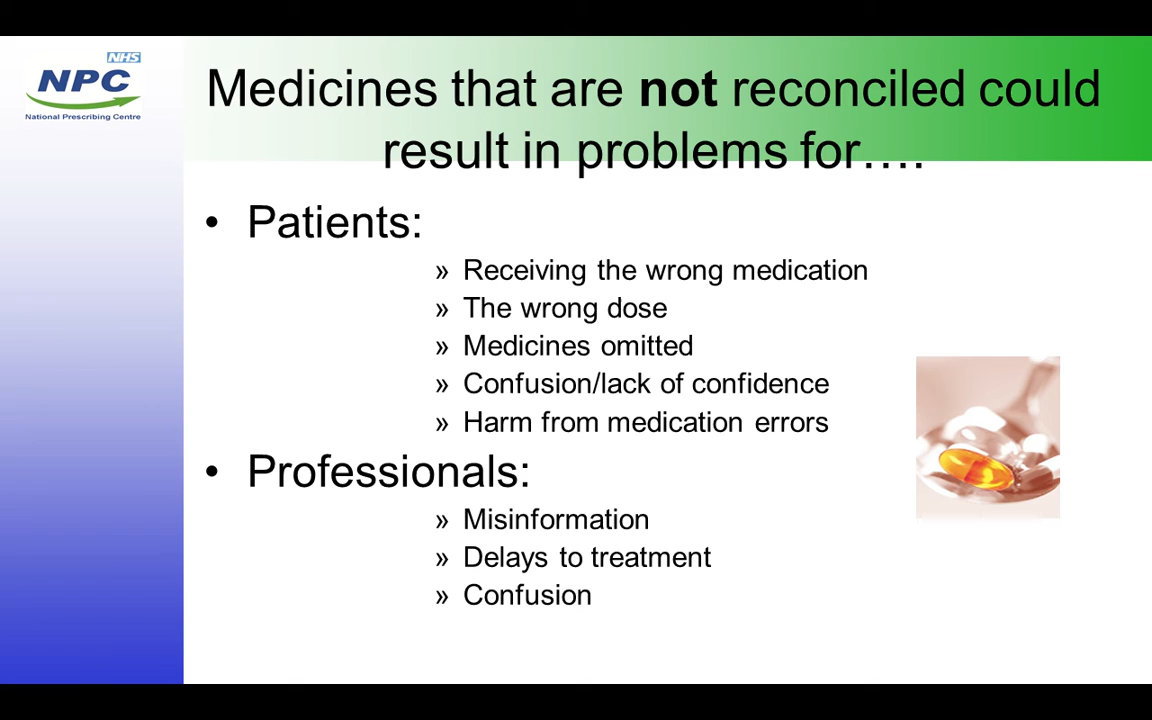 NHS
NPC
National Prescribing Centre
Medicines that are not reconciled could
result in problems for….
• Patients:
» Receiving the wrong medication
» The wrong dose
» Medicines omitted
» Confusion/lack of confidence
» Harm from medication errors
• Professionals:
» Misinformation
» Delays to treatment
» Confusion